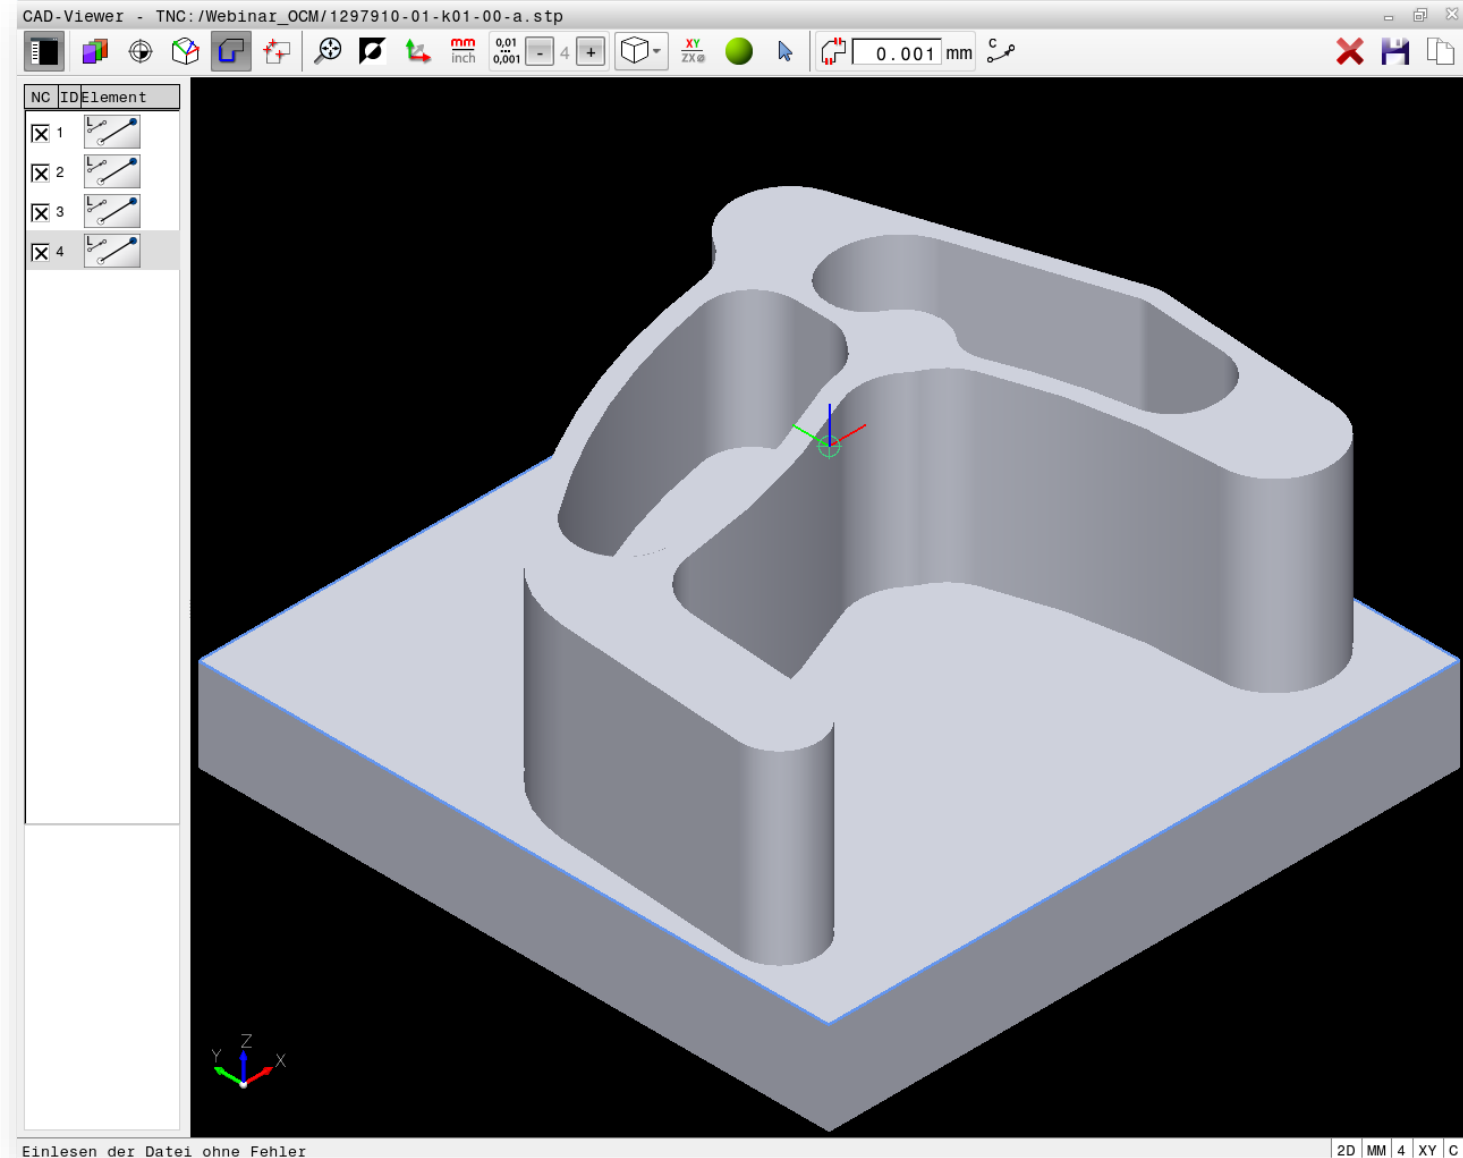 CAD-Viewer - TNC:/Webinar_OCM/1297910-01-k01-00-a.stp
mm
inch
0,01
0,001
- 4 +
XY
ZXø
0.001 mm
C
NC ID Element
1 L
2 L
3 L
4 L
Z
Y X
Einlesen der Datei ohne Fehler
2D MM 4 XY C